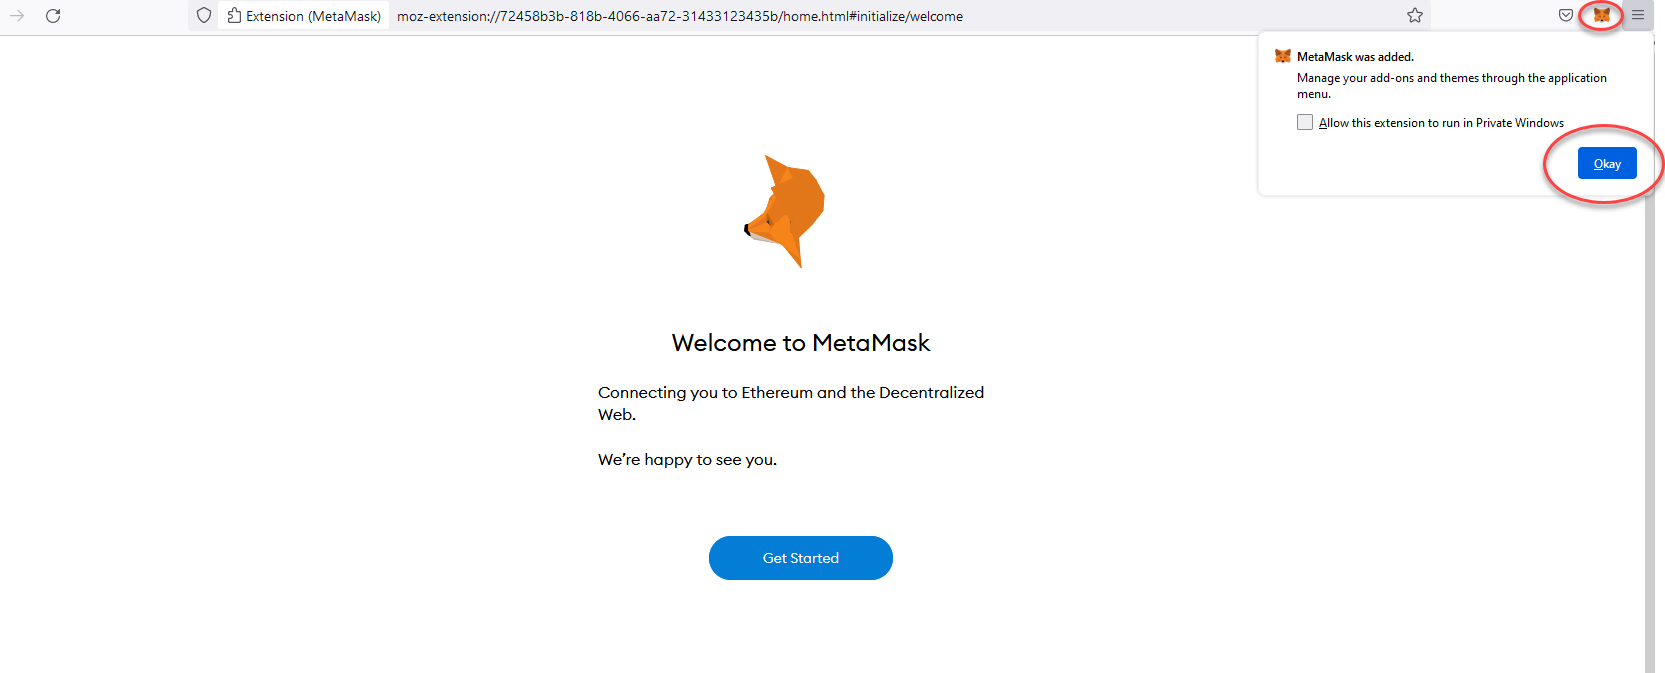 Extension (MetaMask) moz-extension://72458b3b-818b-4066-aa72-31433123435b/home.html#initialize/welcome
MetaMask was added.
Manage your add-ons and themes through the application
menu.
Allow this extension to run in Private Windows
Okay
Welcome to MetaMask
Connecting you to Ethereum and the Decentralized
Web.
We’re happy to see you.
Get Started